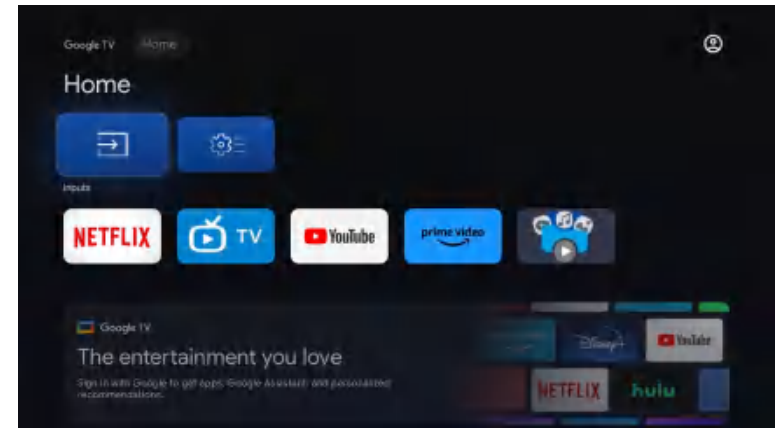 Google TV Home
Home
Inputs
NETFLIX TV YouTube prime video
Google TV
The entertainment you love
Sign in with Google to get apps, Google Assistant, and personalized
recommendations.
Disney+ YouTube
NETFLIX hulu